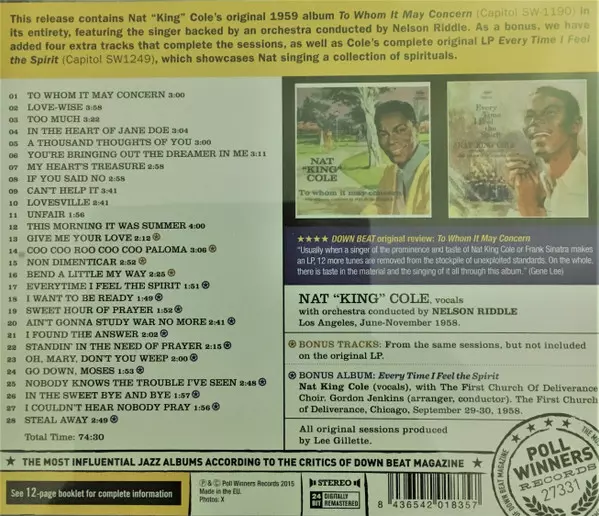 This release contains Nat "King" Cole's original 1959 album To Whom It May Concern (Capitol SW-1190) in
its entirety, featuring the singer backed by an orchestra conducted by Nelson Riddle. As a bonus, we have
added four extra tracks that complete the sessions, as well as Cole's complete original LP Every Time I Feel
the Spirit (Capitol SW1249), which showcases Nat singing a collection of spirituals.
01 TO WHOM IT MAY CONCERN 3:00
02 LOVE-WISE 3:58
03 TOO MUCH 3:22
04 IN THE HEART OF JANE DOE 3:04
05 A THOUSAND THOUGHTS OF YOU 3:00
06 YOU'RE BRINGING OUT THE DREAMER IN ME 3:11
07 MY HEART'S TREASURE 2:58
08 IF YOU SAID NO 2:58
09 CAN'T HELP IT 3:41
10 LOVESVILLE 2:41
11 UNFAIR 1:56
12 THIS MORNING IT WAS SUMMER 4:00
13 GIVE ME YOUR LOVE 2:12
14 COO COO ROO COO COO PALOMA 3:06
15 NON DIMENTICAR 2:52
16 BEND A LITTLE MY WAY 2:25
17 EVERYTIME I FEEL THE SPIRIT 1:51
18 I WANT TO BE READY 1:49
19 SWEET HOUR OF PRAYER 1:52
20 AIN'T GONNA STUDY WAR NO MORE 2:41
21 I FOUND THE ANSWER 2:02
22 STANDIN' IN THE NEED OF PRAYER 2:15
23 OH, MARY, DON'T YOU WEEP 2:00
24 GO DOWN, MOSES 1:53
25 NOBODY KNOWS THE TROUBLE I'VE SEEN 2:48
26 IN THE SWEET BYE AND BYE 1:57
27 I COULDN'T HEAR NOBODY PRAY 1:56
28 STEAL AWAY 2:49
Total Time: 74:30
NAT
"KING"
COLE
To whom it may concern
Every
Time I
Feel
the
Spirit
NAT KING COLE
★★★★ DOWN BEAT original review: To Whom It May Concern
"Usually when a singer of the prominence and taste of Nat King Cole or Frank Sinatra makes
an LP, 12 more tunes are removed from the stockpile of unexploited standards. On the whole,
there is taste in the material and the singing of it all through this album." (Gene Lee)
NAT "KING" COLE, vocals
with orchestra conducted by NELSON RIDDLE
Los Angeles, June-November 1958.
BONUS TRACKS: From the same sessions, but not included
on the original LP.
BONUS ALBUM: Every Time I Feel the Spirit
Nat King Cole (vocals), with The First Church Of Deliverance
Choir. Gordon Jenkins (arranger, conductor). The First Church
of Deliverance, Chicago, September 29-30, 1958.
All original sessions produced
by Lee Gillette.
★ THE MOST INFLUENTIAL JAZZ ALBUMS ACCORDING TO THE CRITICS OF DOWN BEAT MAGAZINE ★
See 12-page booklet for complete information
℗ & © Poll Winners Records 2015
Made in the EU.
Photos: X
STEREO
24 BIT DIGITALLY REMASTERED
8 436542 018357
POLL
WINNERS
RECORDS
27331
DOWN BEAT MAGAZINE